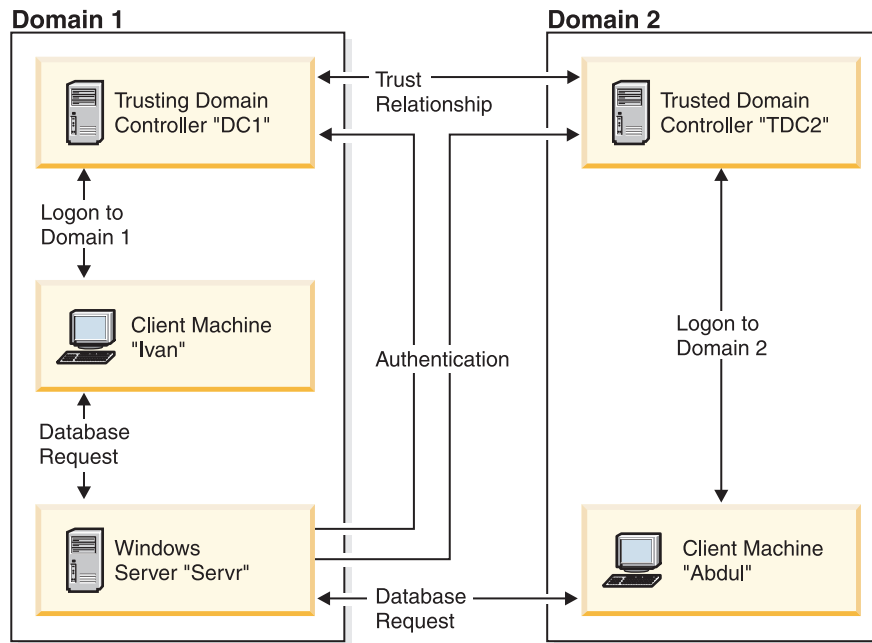 Domain 1
Domain 2
Trusting Domain
Controller "DC1"
Trust
Relationship
Trusted Domain
Controller "TDC2"
Logon to
Domain 1
Client Machine
"Ivan"
Authentication
Logon to
Domain 2
Database
Request
Windows
Server "Servr"
Client Machine
"Abdul"
Database
Request